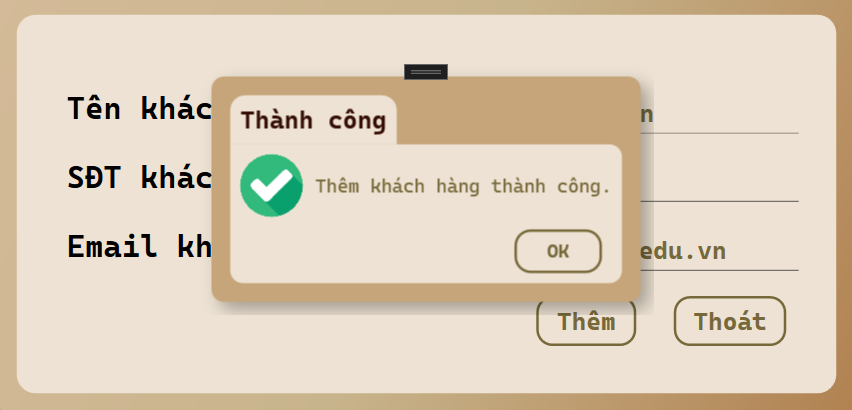 Tên khác
n
SĐT khác
Email kh
edu.vn
Thành công
Thêm khách hàng thành công.
OK
Thêm
Thoát